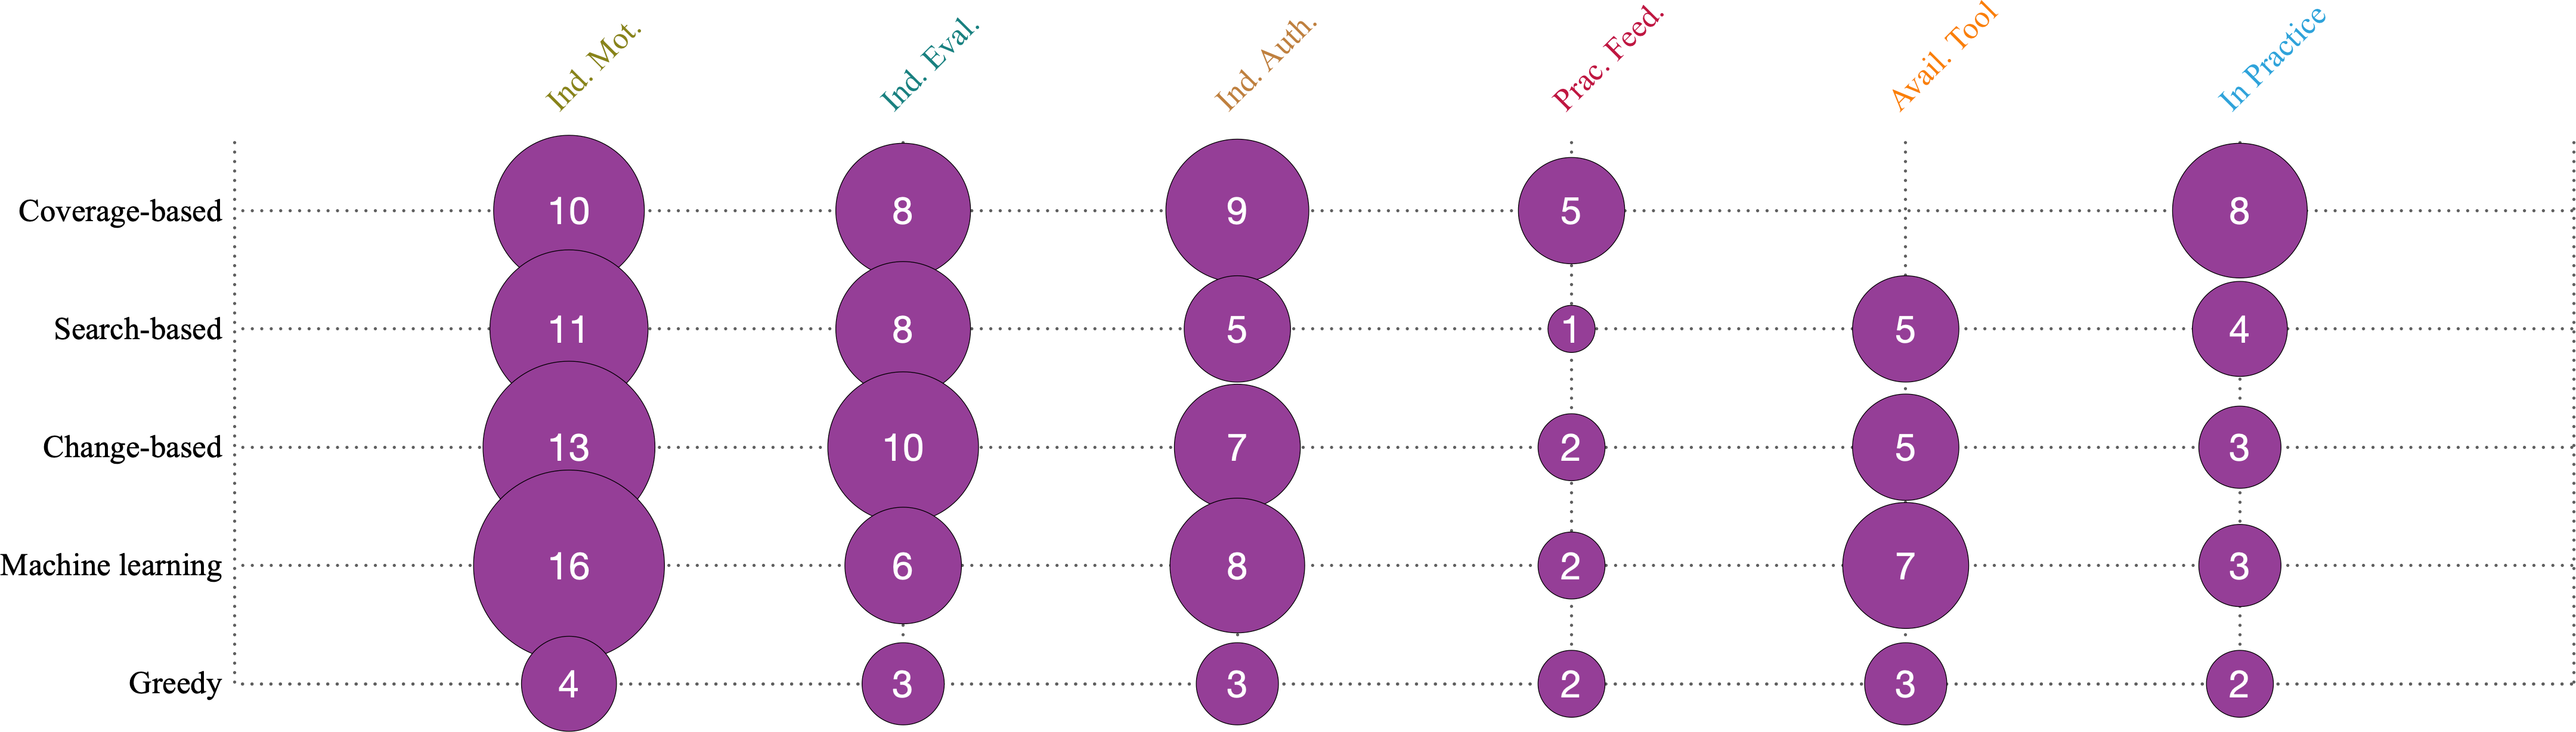 Ind. Mot. Ind. Eval. Ind. Auth. Prac. Feed. Avail. Tool In Practice
Coverage-based 10 8 9 5 8
Search-based 11 8 5 1 5 4
Change-based 13 10 7 2 5 3
Machine learning 16 6 8 2 7 3
Greedy 4 3 3 2 3 2